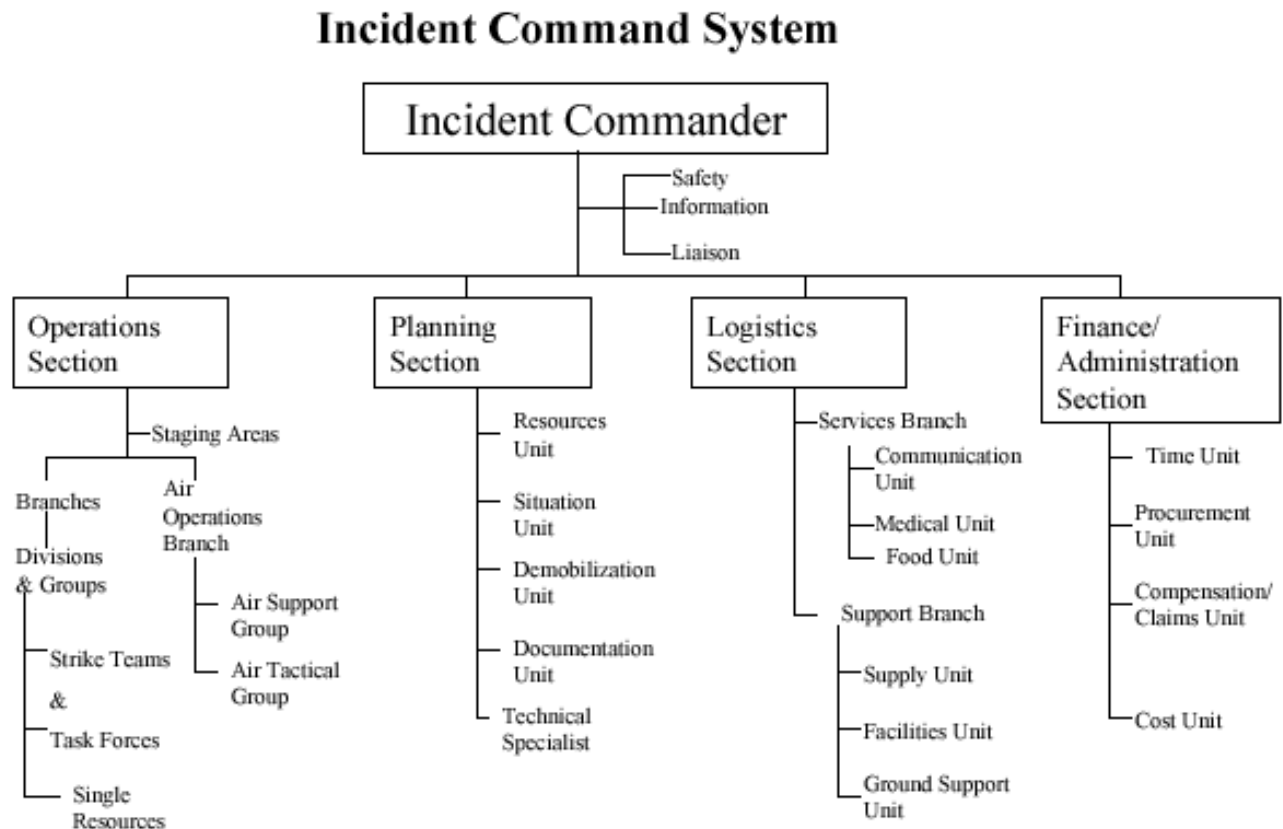 Incident Command System
Incident Commander
Safety
Information
Liaison
Operations
Section
Planning
Section
Logistics
Section
Finance/
Administration
Section
Staging Areas
Branches
Air
Operations
Branch
Divisions
& Groups
Air Support
Group
Air Tactical
Group
Strike Teams
&
Task Forces
Single
Resources
Resources
Unit
Situation
Unit
Demobilization
Unit
Documentation
Unit
Technical
Specialist
Services Branch
Communication
Unit
Medical Unit
Food Unit
Support Branch
Supply Unit
Facilities Unit
Ground Support
Unit
Time Unit
Procurement
Unit
Compensation/
Claims Unit
Cost Unit